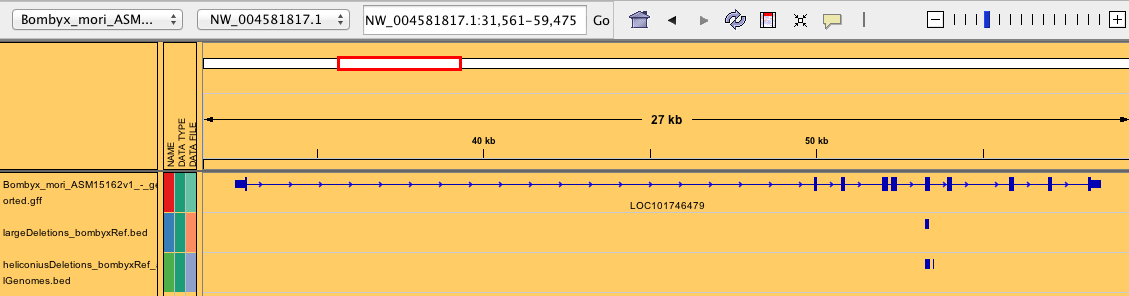 Bombyx_mori_ASM...
NW_004581817.1
NW_004581817.1:31,561-59,475
Go
27 kb
40 kb
50 kb
NAME
DATA TYPE
DATA FILE
Bombyx_mori_ASM15162v1_-_ge
orted.gff
LOC101746479
largeDeletions_bombyxRef.bed
heliconiusDeletions_bombyxRef_
lGenomes.bed